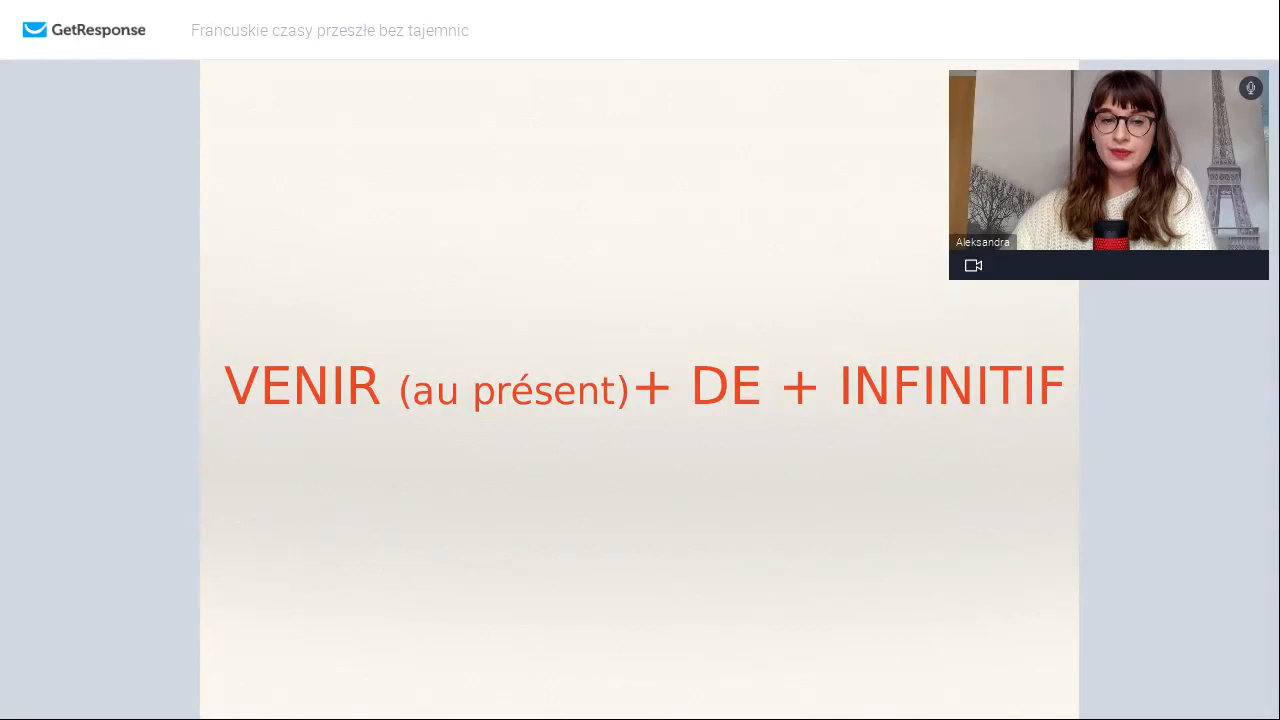 GetResponse
Francuskie czasy przeszłe bez tajemnic
Aleksandra
VENIR (au présent)+ DE + INFINITIF